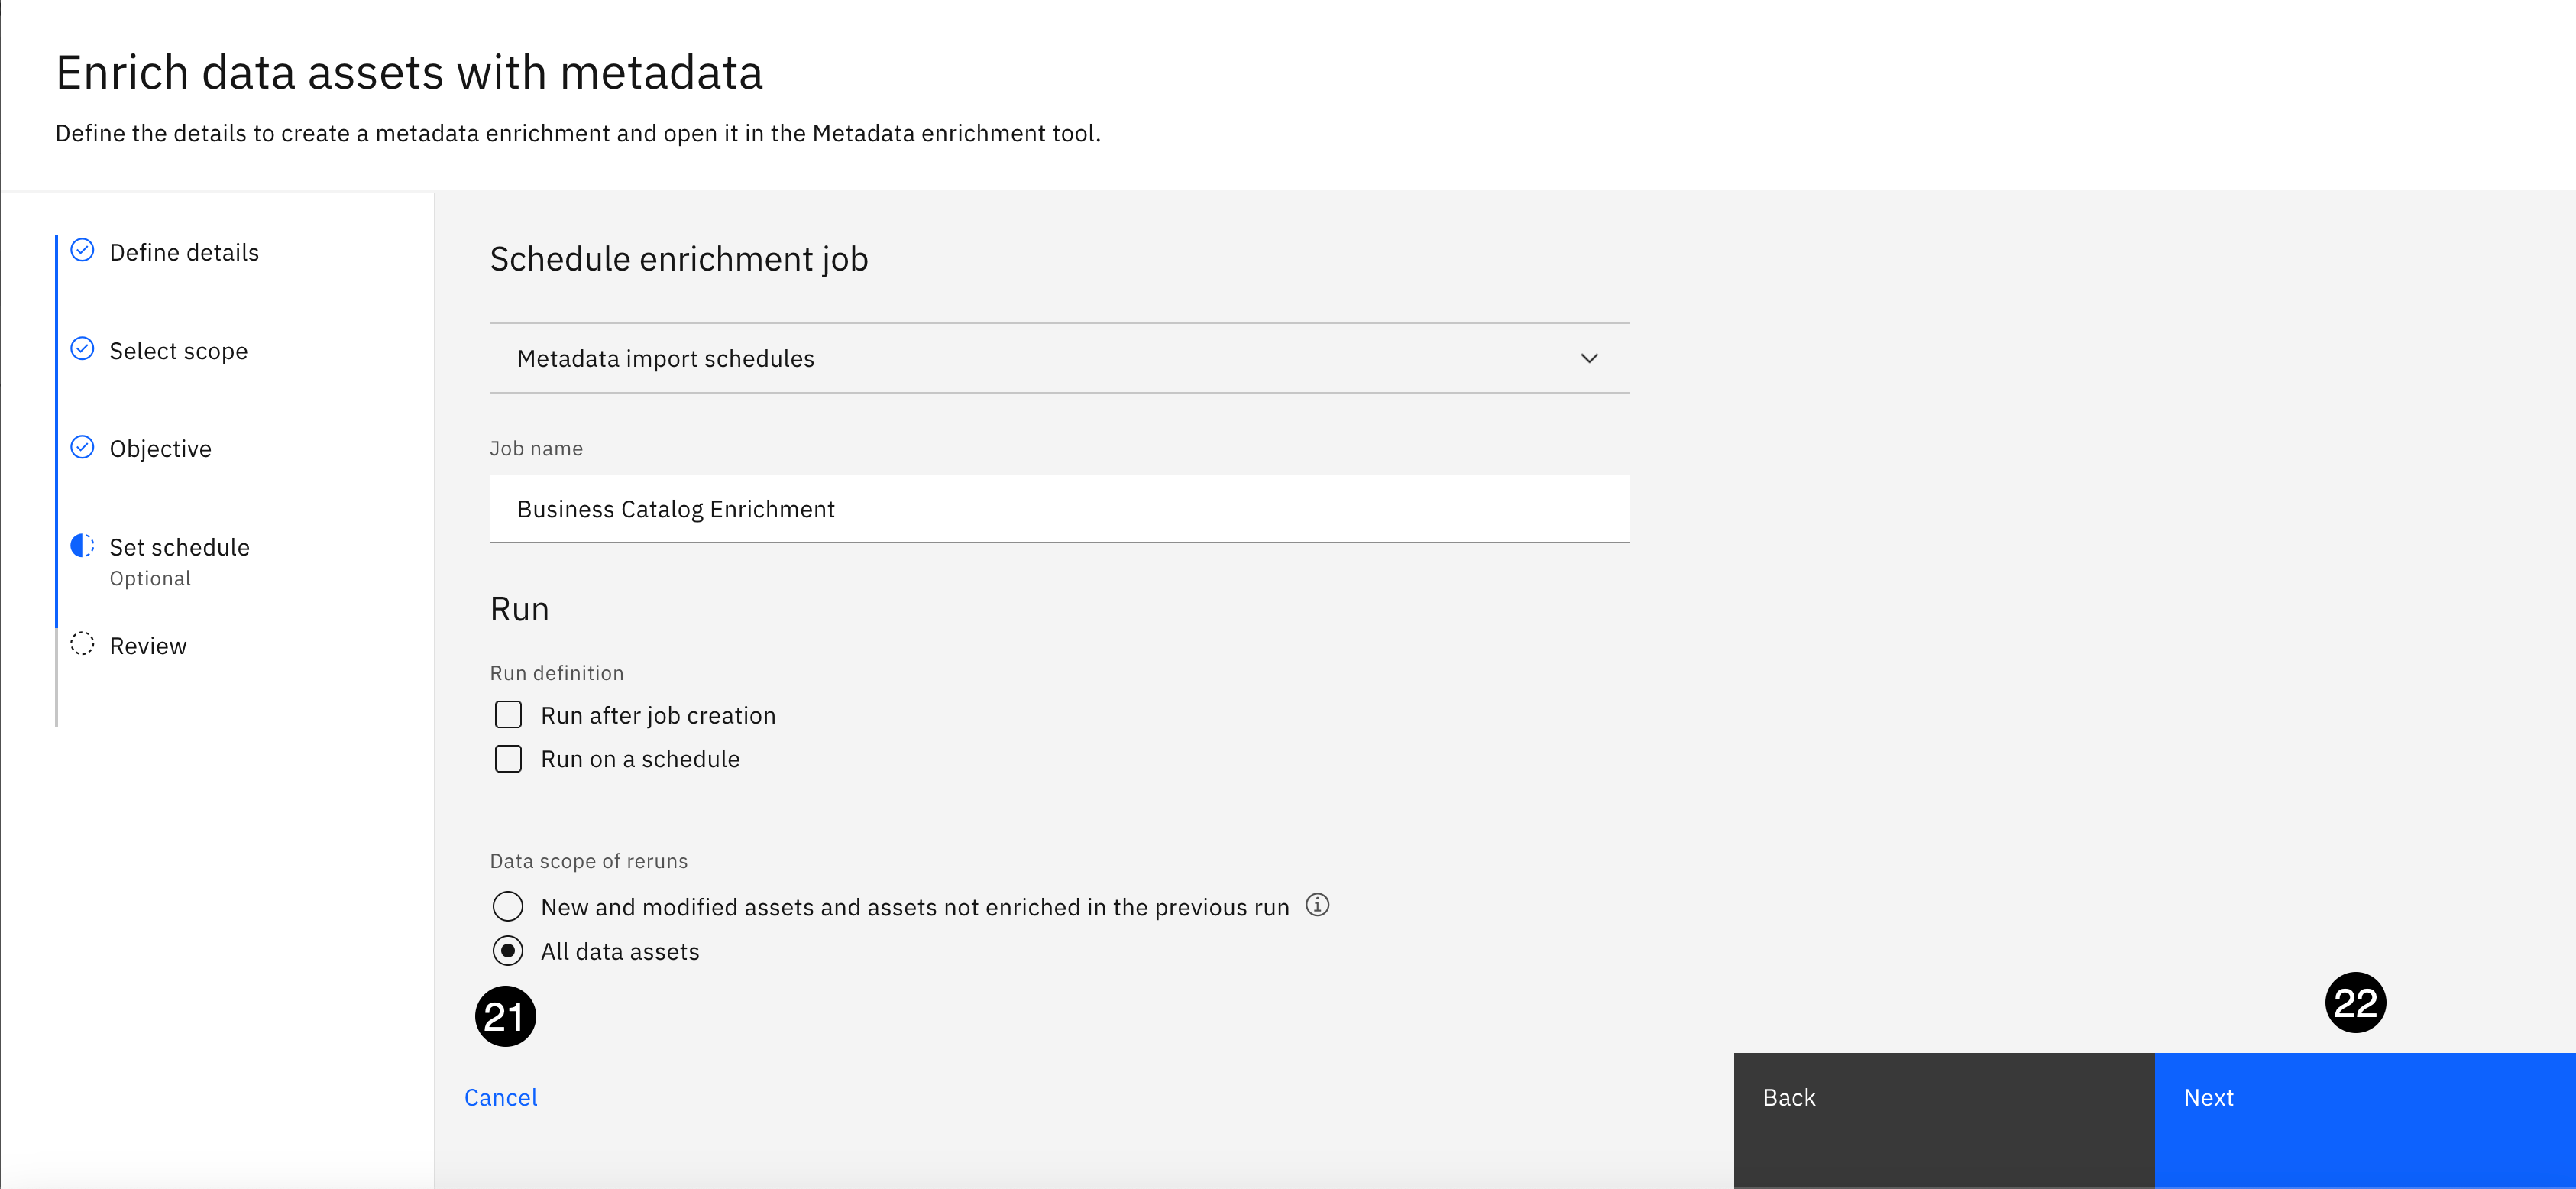 Enrich data assets with metadata
Define the details to create a metadata enrichment and open it in the Metadata enrichment tool.
Define details
Select scope
Objective
Set schedule
Optional
Review
Schedule enrichment job
Metadata import schedules
Job name
Business Catalog Enrichment
Run
Run definition
Run after job creation
Run on a schedule
Data scope of reruns
New and modified assets and assets not enriched in the previous run
All data assets
21
22
Cancel
Back
Next